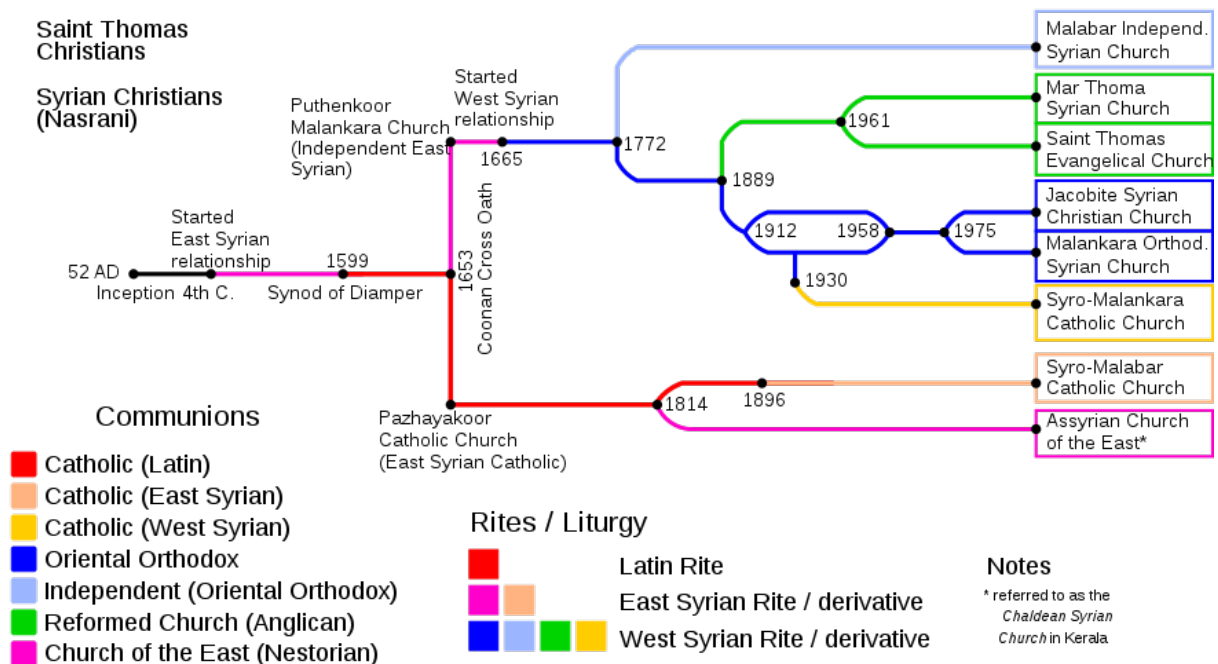 Saint Thomas
Christians
Syrian Christians
(Nasrani)
Puthenkoor
Malankara Church
(Independent East
Syrian)
Started
West Syrian
relationship
1665
1772
1889
1961
1912
1958
1975
1930
Malabar Independ.
Syrian Church
Mar Thoma
Syrian Church
Saint Thomas
Evangelical Church
Jacobite Syrian
Christian Church
Malankara Orthod.
Syrian Church
Syro-Malankara
Catholic Church
Syro-Malabar
Catholic Church
Assyrian Church
of the East*
Started
East Syrian
relationship
52 AD
Inception 4th C.
1599
Synod of Diamper
1653
Coonan Cross Oath
Pazhayakoor
Catholic Church
(East Syrian Catholic)
1814
1896
Communions
Catholic (Latin)
Catholic (East Syrian)
Catholic (West Syrian)
Oriental Orthodox
Independent (Oriental Orthodox)
Reformed Church (Anglican)
Church of the East (Nestorian)
Rites / Liturgy
Latin Rite
East Syrian Rite / derivative
West Syrian Rite / derivative
Notes
* referred to as the
Chaldean Syrian
Church in Kerala